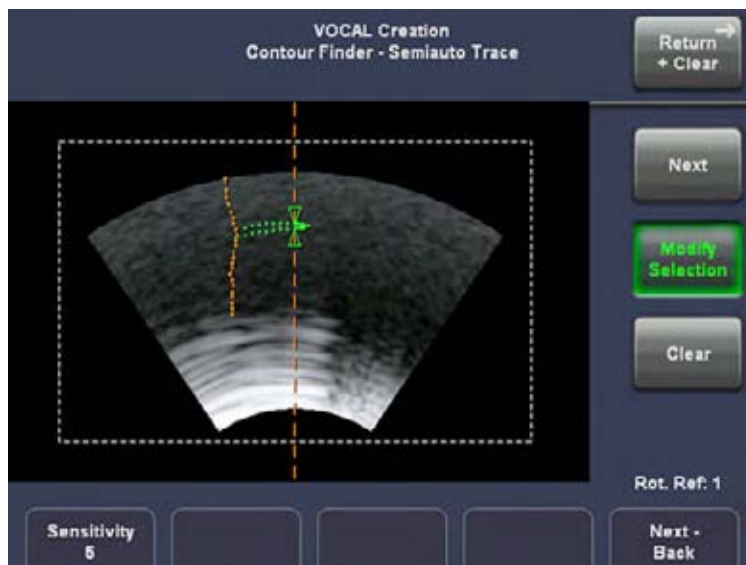 VOCAL Creation
Contour Finder - Semiauto Trace
Return
+ Clear
Next
Modify
Selection
Clear
Rot. Ref: 1
Sensitivity
5
Next -
Back